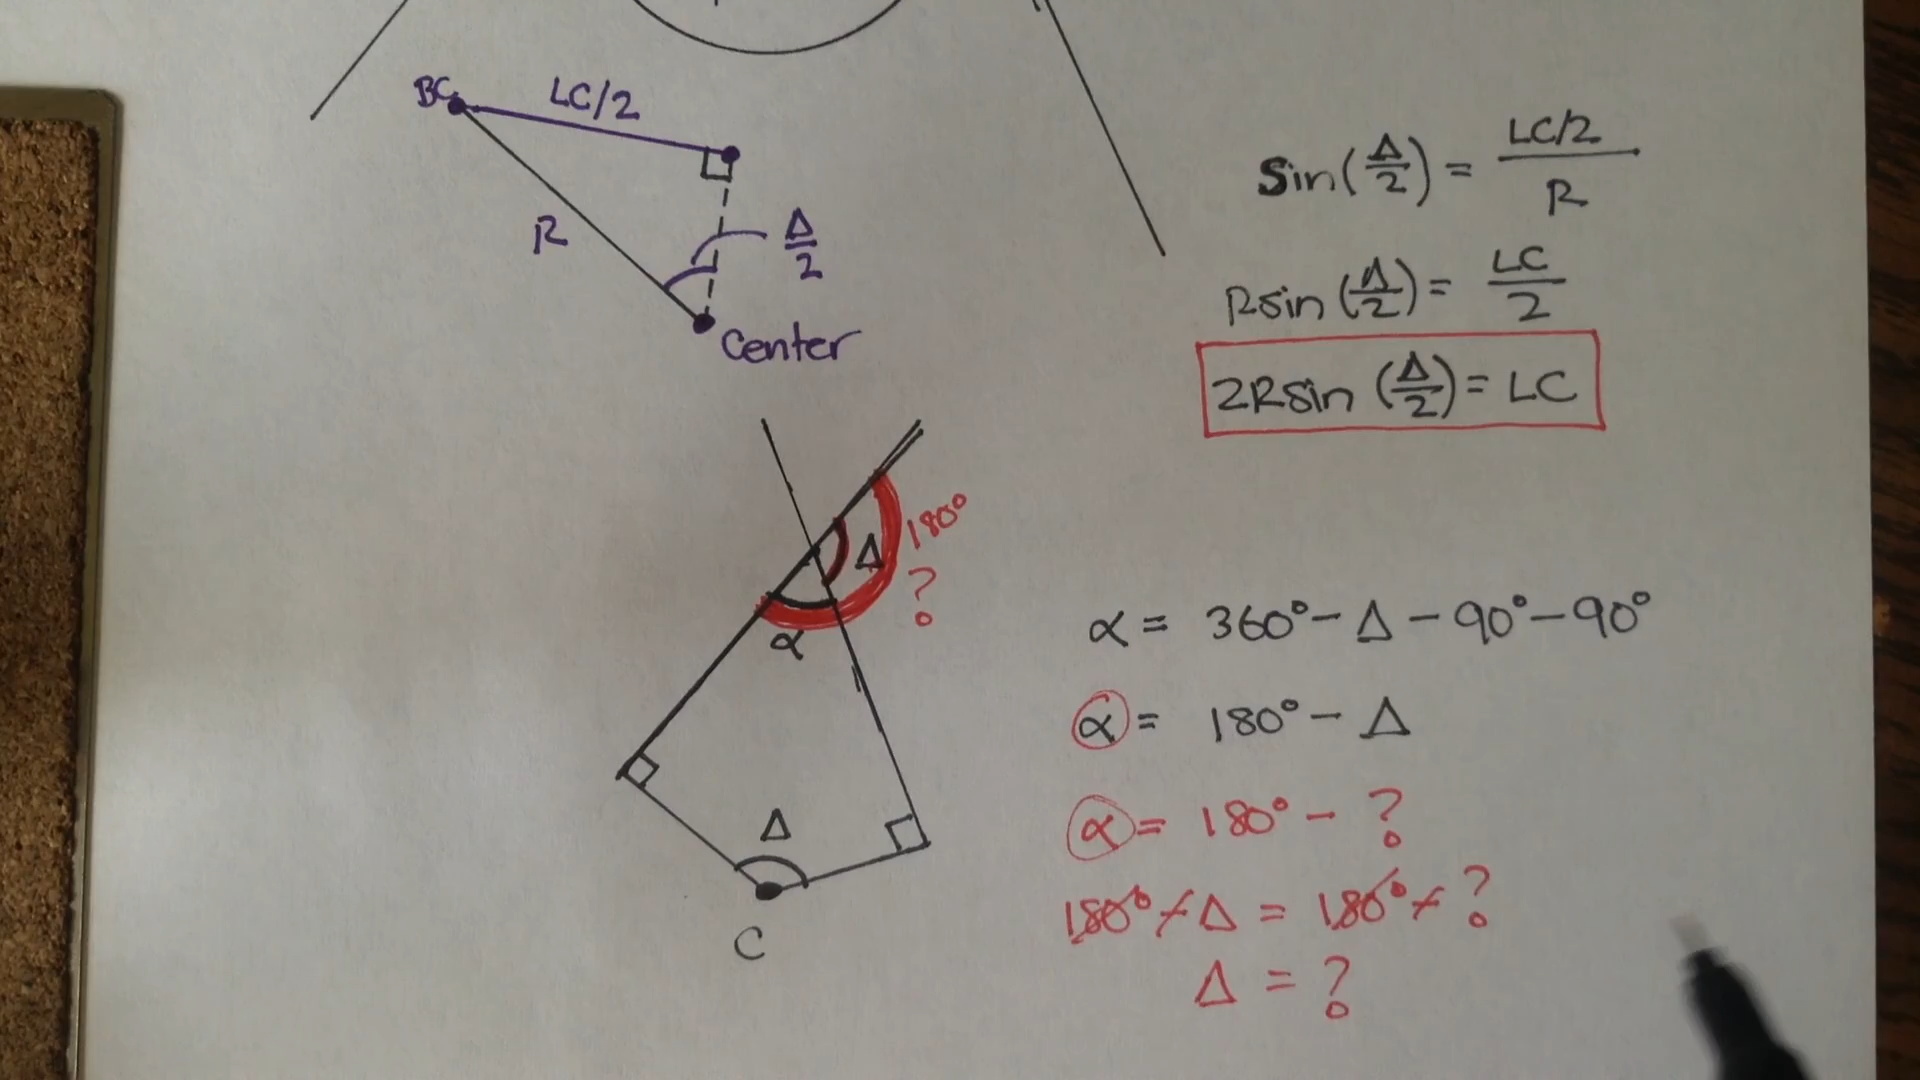 BC
LC/2
R
Δ/2
Center
Sin(Δ/2) = LC/2 / R
Rsin(Δ/2) = LC/2
2Rsin(Δ/2) = LC
180°
Δ
?
α
Δ
C
α = 360° - Δ - 90° - 90°
α = 180° - Δ
α = 180° - ?
180° - Δ = 180° - ?
Δ = ?